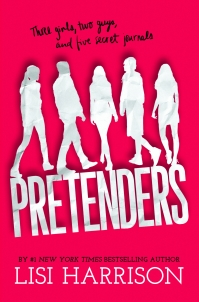 Three girls, two guys,
and five secret journals
PRETENDERS
BY #1 NEW YORK TIMES BESTSELLING AUTHOR
LISI HARRISON